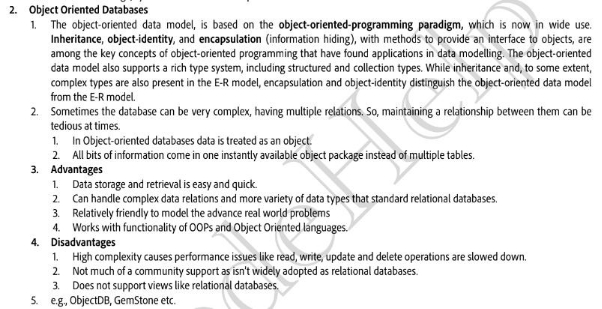 2. Object Oriented Databases
1. The object-oriented data model, is based on the object-oriented-programming paradigm, which is now in wide use.
Inheritance, object-identity, and encapsulation (information hiding), with methods to provide an interface to objects, are
among the key concepts of object-oriented programming that have found applications in data modelling. The object-oriented
data model also supports a rich type system, including structured and collection types. While inheritance and, to some extent,
complex types are also present in the E-R model, encapsulation and object-identity distinguish the object-oriented data model
from the E-R model.
2. Sometimes the database can be very complex, having multiple relations. So, maintaining a relationship between them can be
tedious at times.
1. In Object-oriented databases data is treated as an object.
2. All bits of information come in one instantly available object package instead of multiple tables.
3. Advantages
1. Data storage and retrieval is easy and quick.
2. Can handle complex data relations and more variety of data types that standard relational databases.
3. Relatively friendly to model the advance real world problems
4. Works with functionality of OOPs and Object Oriented languages.
4. Disadvantages
1. High complexity causes performance issues like read, write, update and delete operations are slowed down.
2. Not much of a community support as isn't widely adopted as relational databases.
3. Does not support views like relational databases.
5. e.g., ObjectDB, GemStone etc.